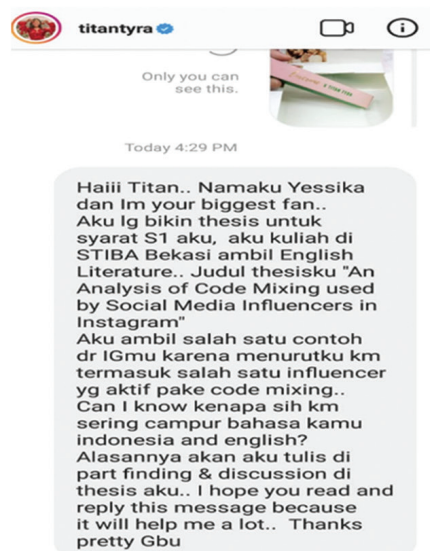 titantyra
Only you can
see this.
Today 4:29 PM
Haiii Titan.. Namaku Yessika
dan Im your biggest fan..
Aku lg bikin thesis untuk
syarat S1 aku, aku kuliah di
STIBA Bekasi ambil English
Literature.. Judul thesisku "An
Analysis of Code Mixing used
by Social Media Influencers in
Instagram"
Aku ambil salah satu contoh
dr IGmu karena menurutku km
termasuk salah satu influencer
yg aktif pake code mixing..
Can I know kenapa sih km
sering campur bahasa kamu
indonesia and english?
Alasannya akan aku tulis di
part finding & discussion di
thesis aku.. I hope you read and
reply this message because
it will help me a lot.. Thanks
pretty Gbu